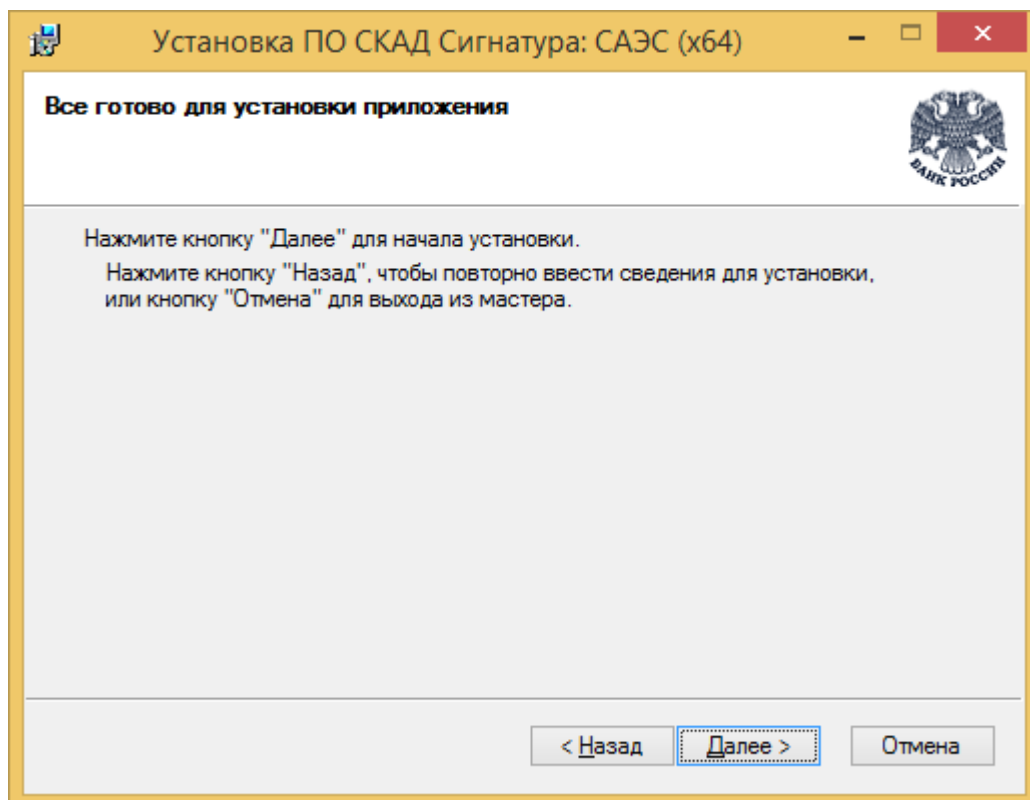 Установка ПО СКАД Сигнатура: САЭС (x64)
Все готово для установки приложения
БАНК РОССИИ
Нажмите кнопку "Далее" для начала установки.
Нажмите кнопку "Назад", чтобы повторно ввести сведения для установки,
или кнопку "Отмена" для выхода из мастера.
< Назад Далее > Отмена